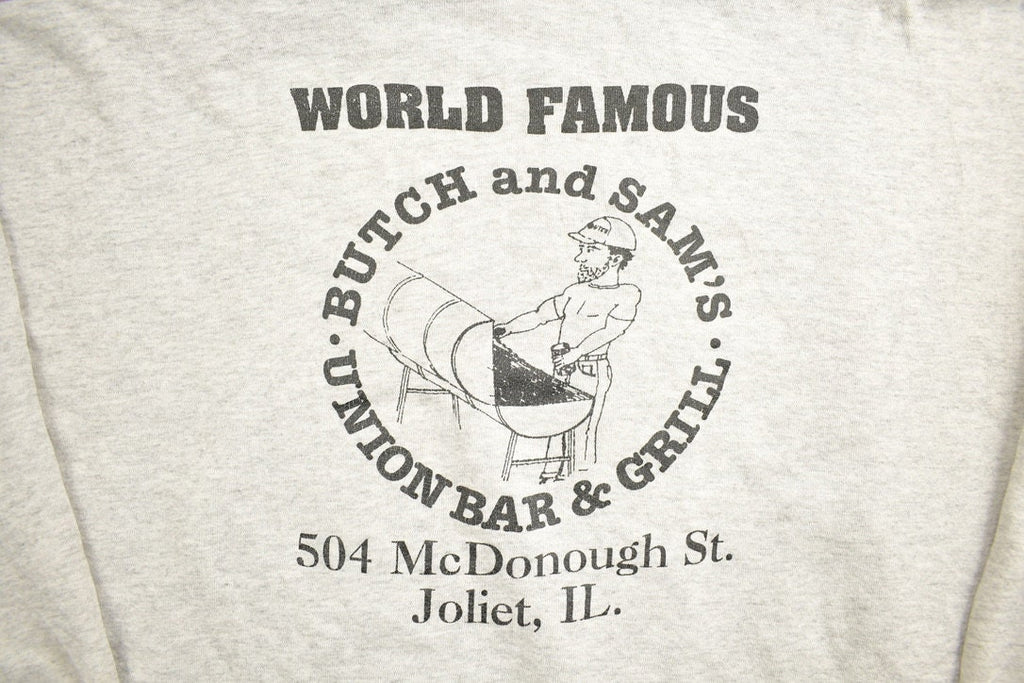 WORLD FAMOUS
BUTCH and SAM'S
UNION BAR & GRILL
504 McDonough St.
Joliet, IL.